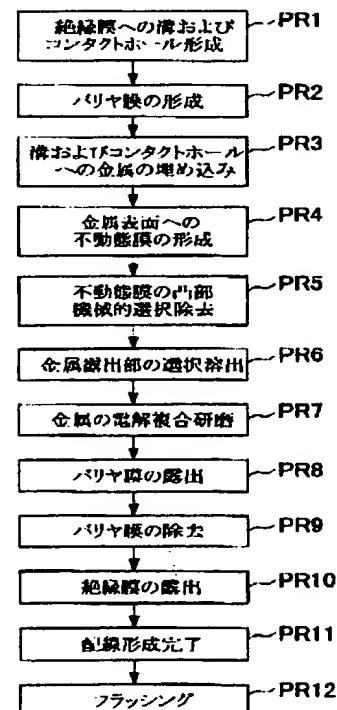 絶縁膜への溝および
コンタクトホール形成
PR1
バリヤ膜の形成
PR2
溝およびコンタクトホール
への金属の埋め込み
PR3
金属表面への
不動態膜の形成
PR4
不動態膜の凸部
機械的選択除去
PR5
金属露出部の選択溶出
PR6
金属の電解複合研磨
PR7
バリヤ膜の露出
PR8
バリヤ膜の除去
PR9
絶縁膜の露出
PR10
配線形成完了
PR11
フラッシング
PR12